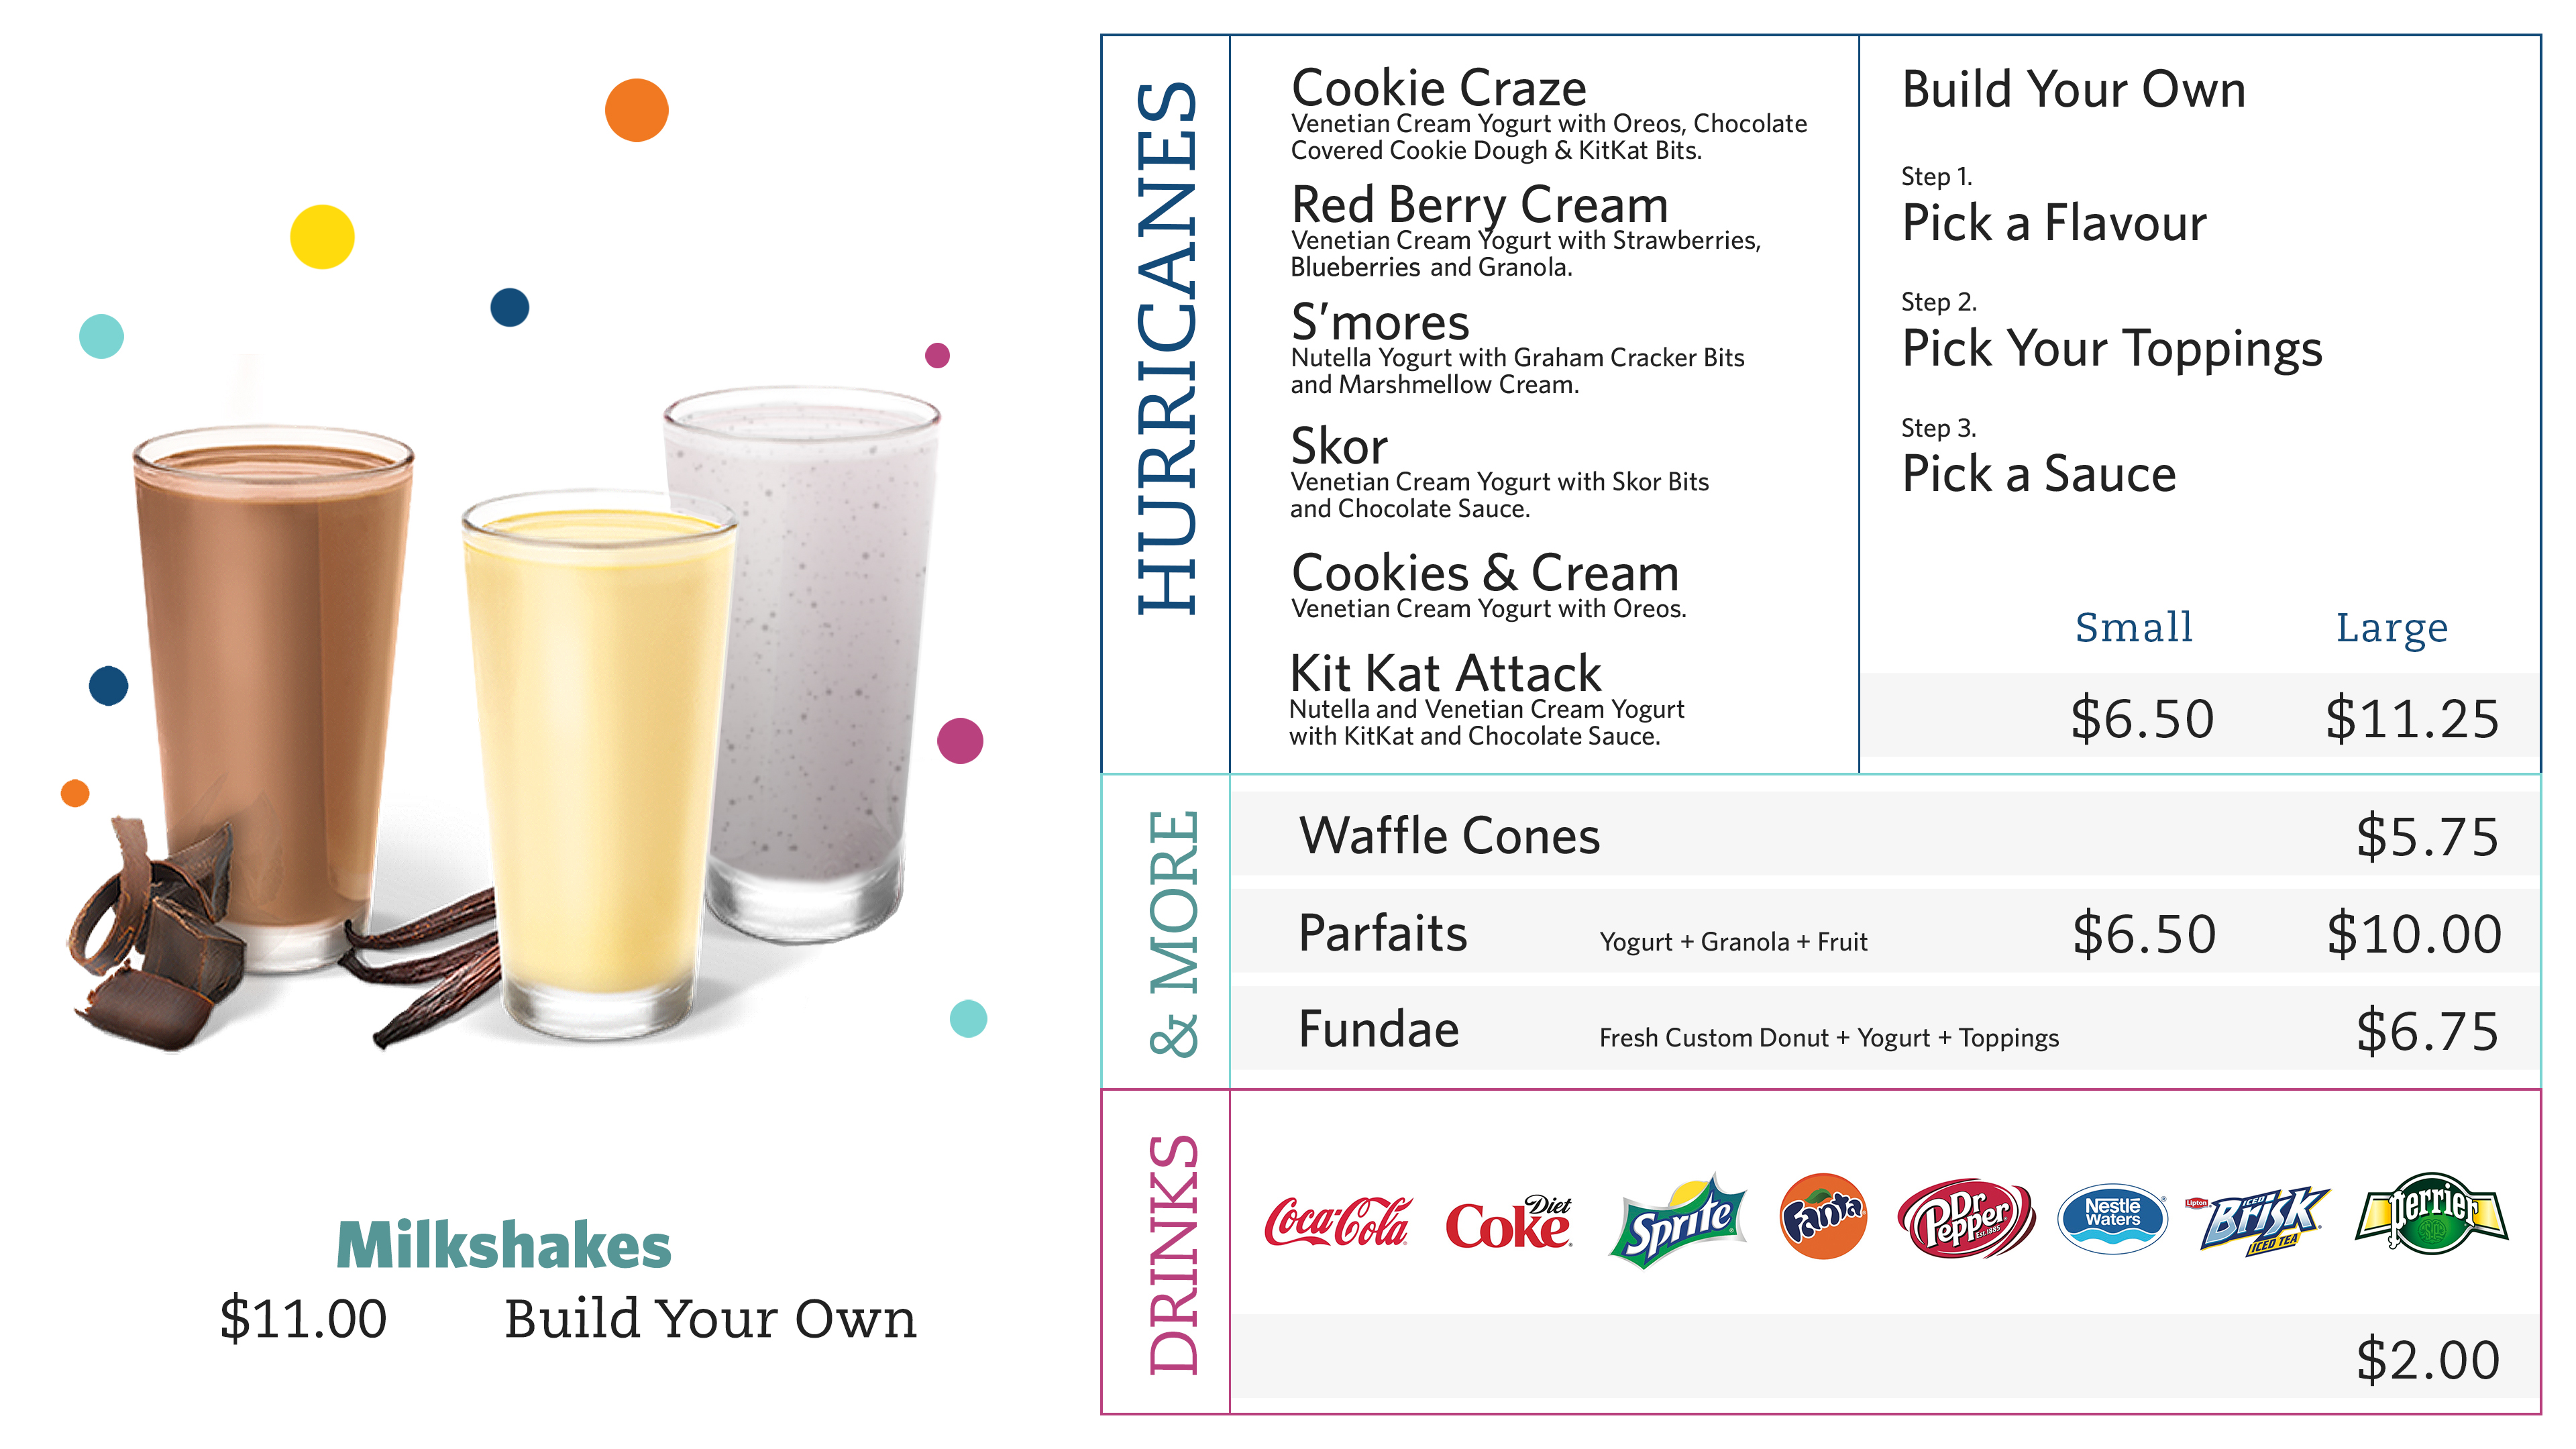 Milkshakes
$11.00 Build Your Own
HURRICANES
Cookie Craze
Venetian Cream Yogurt with Oreos, Chocolate
Covered Cookie Dough & KitKat Bits.
Red Berry Cream
Venetian Cream Yogurt with Strawberries,
Blueberries and Granola.
S'mores
Nutella Yogurt with Graham Cracker Bits
and Marshmellow Cream.
Skor
Venetian Cream Yogurt with Skor Bits
and Chocolate Sauce.
Cookies & Cream
Venetian Cream Yogurt with Oreos.
Kit Kat Attack
Nutella and Venetian Cream Yogurt
with KitKat and Chocolate Sauce.
Build Your Own
Step 1.
Pick a Flavour
Step 2.
Pick Your Toppings
Step 3.
Pick a Sauce
Small Large
$6.50 $11.25
& MORE
Waffle Cones $5.75
Parfaits Yogurt + Granola + Fruit $6.50 $10.00
Fundae Fresh Custom Donut + Yogurt + Toppings $6.75
DRINKS
Coca-Cola
Diet
Coke
Sprite
Fanta
Dr
Pepper
Est. 1885
Nestlé
Waters
Lipton
ICED
BRISK
ICED TEA
perrier
$2.00